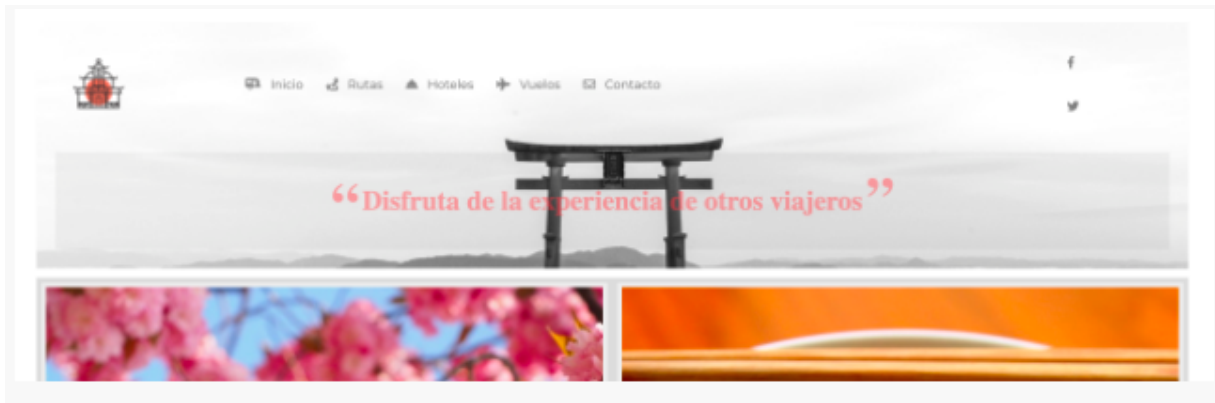 Inicio Rutas Hoteles Vuelos Contacto
“Disfruta de la experiencia de otros viajeros”